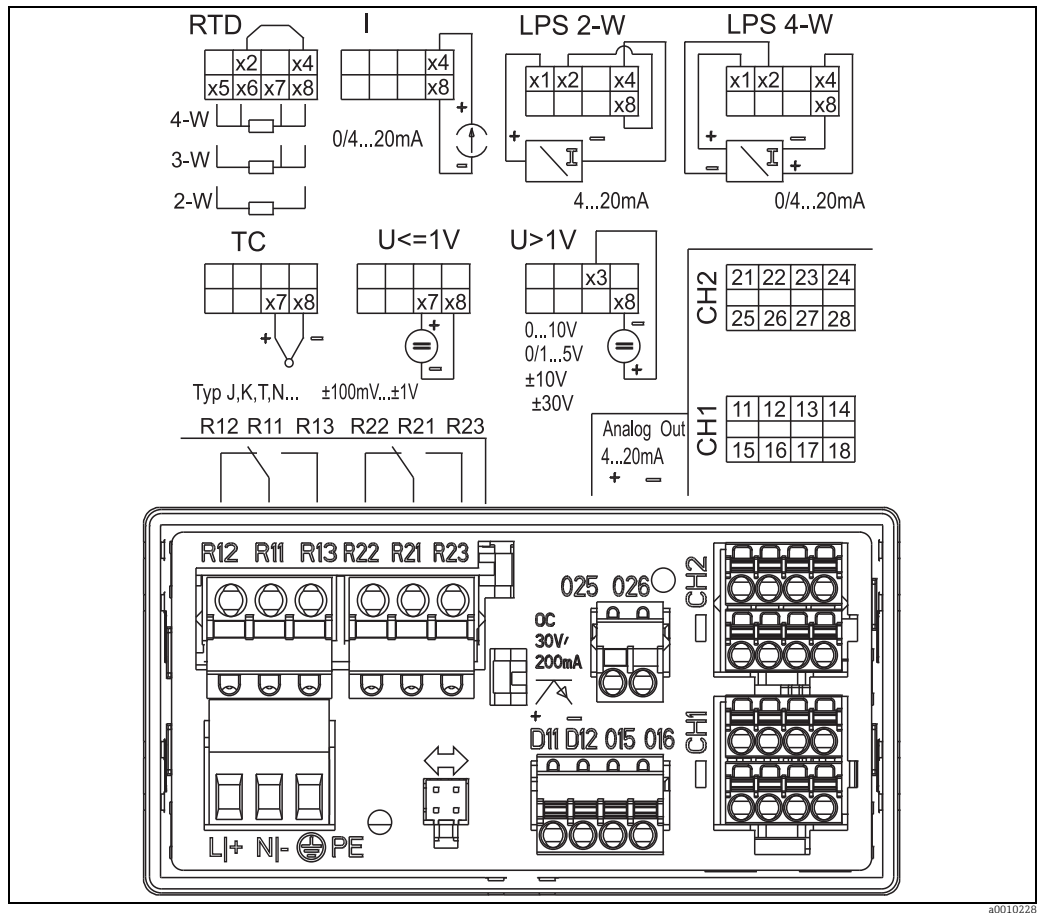 RTD I LPS 2-W LPS 4-W
x2 x4 x4 x1 x2 x4 x1 x2 x4
x5 x6 x7 x8 x8 x8 x8
4-W + + - + -
0/4...20mA
3-W - I - I +
2-W 4...20mA 0/4...20mA
TC U<=1V U>1V
x3
x7 x8 x7 x8 x8
+ - + -
0...10V
0/1...5V
- +
±10V
Typ J,K,T,N... ±100mV...±1V
±30V
CH2
21 22 23 24
25 26 27 28
CH1
11 12 13 14
15 16 17 18
R12 R11 R13 R22 R21 R23
Analog Out
4...20mA
+ -
R12 R11 R13 R22 R21 R23
O25 O26
CH2
OC
30V
200mA
+ -
D11 D12 O15 O16
CH1
L|+ N|- PE
a0010228